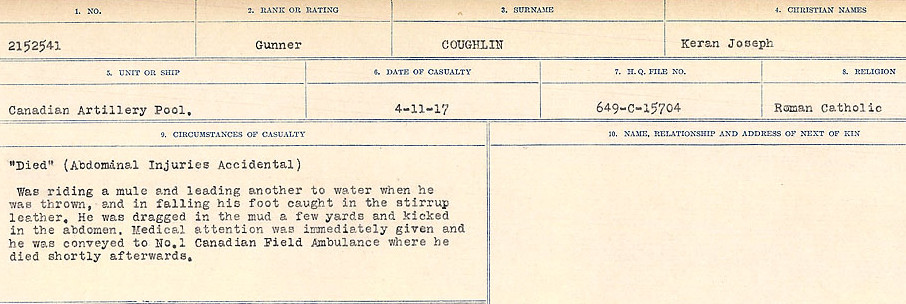 1. NO. 2. RANK OR RATING 3. SURNAME 4. CHRISTIAN NAMES
2152541 Gunner COUGHLIN Keran Joseph
5. UNIT OR SHIP 6. DATE OF CASUALTY 7. H.Q. FILE NO. 8. RELIGION
Canadian Artillery Pool. 4-11-17 649-C-15704 Roman Catholic
9. CIRCUMSTANCES OF CASUALTY 10. NAME, RELATIONSHIP AND ADDRESS OF NEXT OF KIN
"Died" (Abdominal Injuries Accidental)
Was riding a mule and leading another to water when he
was thrown, and in falling his foot caught in the stirrup
leather. He was dragged in the mud a few yards and kicked
in the abdomen. Medical attention was immediately given and
he was conveyed to No.1 Canadian Field Ambulance where he
died shortly afterwards.